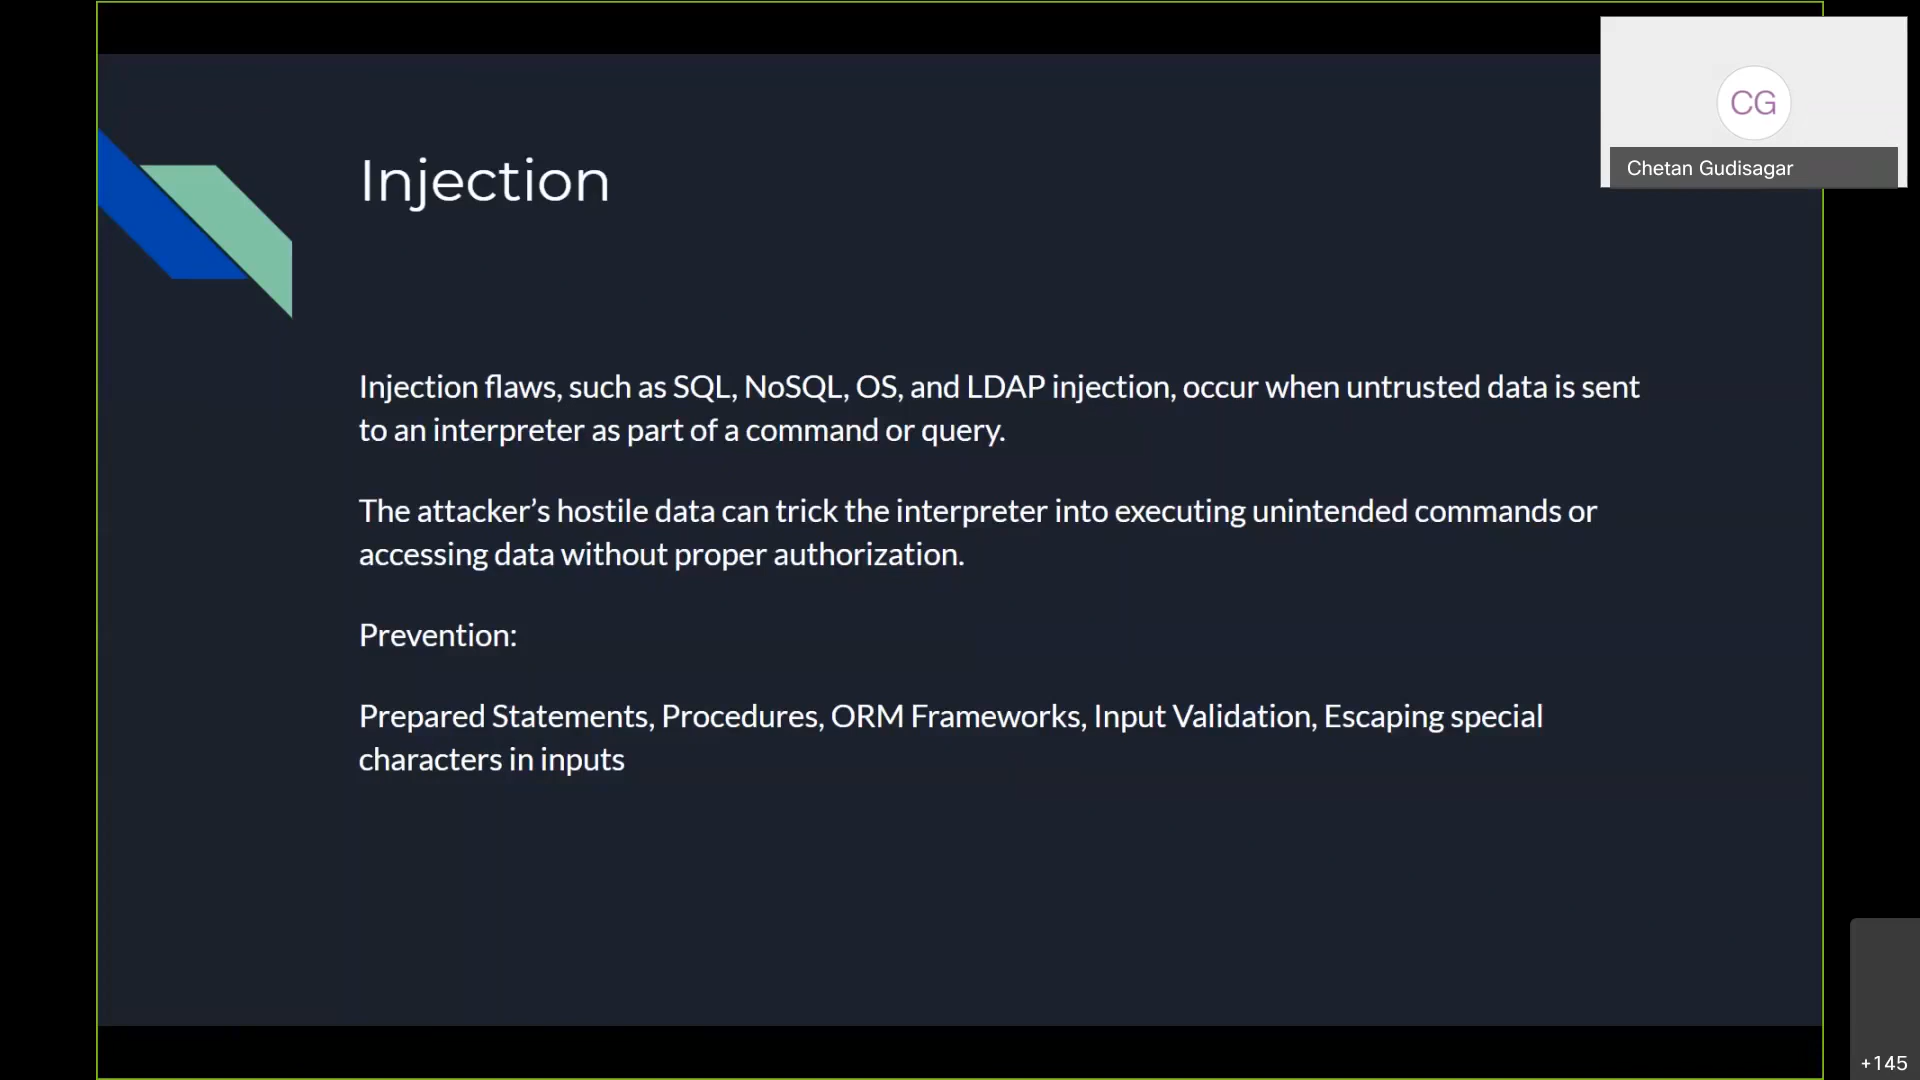 CG
Chetan Gudisagar
Injection
Injection flaws, such as SQL, NoSQL, OS, and LDAP injection, occur when untrusted data is sent
to an interpreter as part of a command or query.
The attacker’s hostile data can trick the interpreter into executing unintended commands or
accessing data without proper authorization.
Prevention:
Prepared Statements, Procedures, ORM Frameworks, Input Validation, Escaping special
characters in inputs
+145